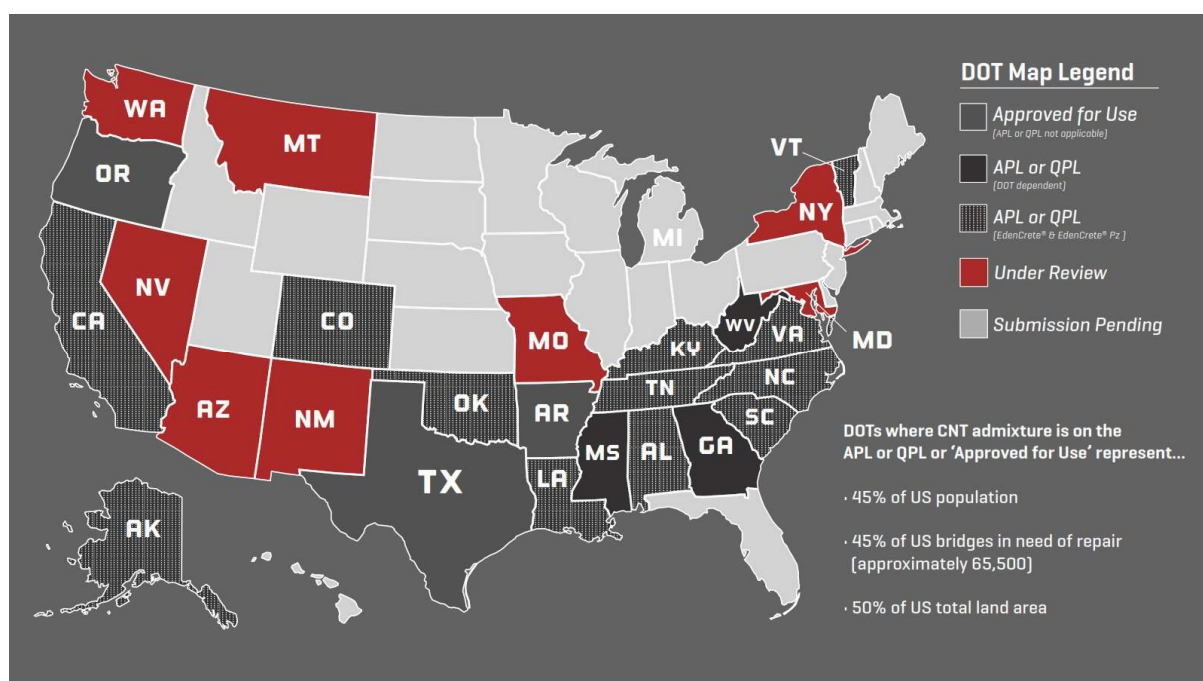 DOT Map Legend
Approved for Use
[APL or QPL not applicable]
APL or QPL
[DOT dependent]
APL or QPL
[EdenCrete® & EdenCrete® Pz ]
Under Review
Submission Pending
WA
MT
OR
VT
NY
MI
NV
CA
CO
MO
KY
WV
VA
MD
AZ
NM
OK
AR
TN
NC
SC
TX
LA
MS
AL
GA
AK
DOTs where CNT admixture is on the
APL or QPL or 'Approved for Use' represent...
· 45% of US population
· 45% of US bridges in need of repair
(approximately 65,500)
· 50% of US total land area